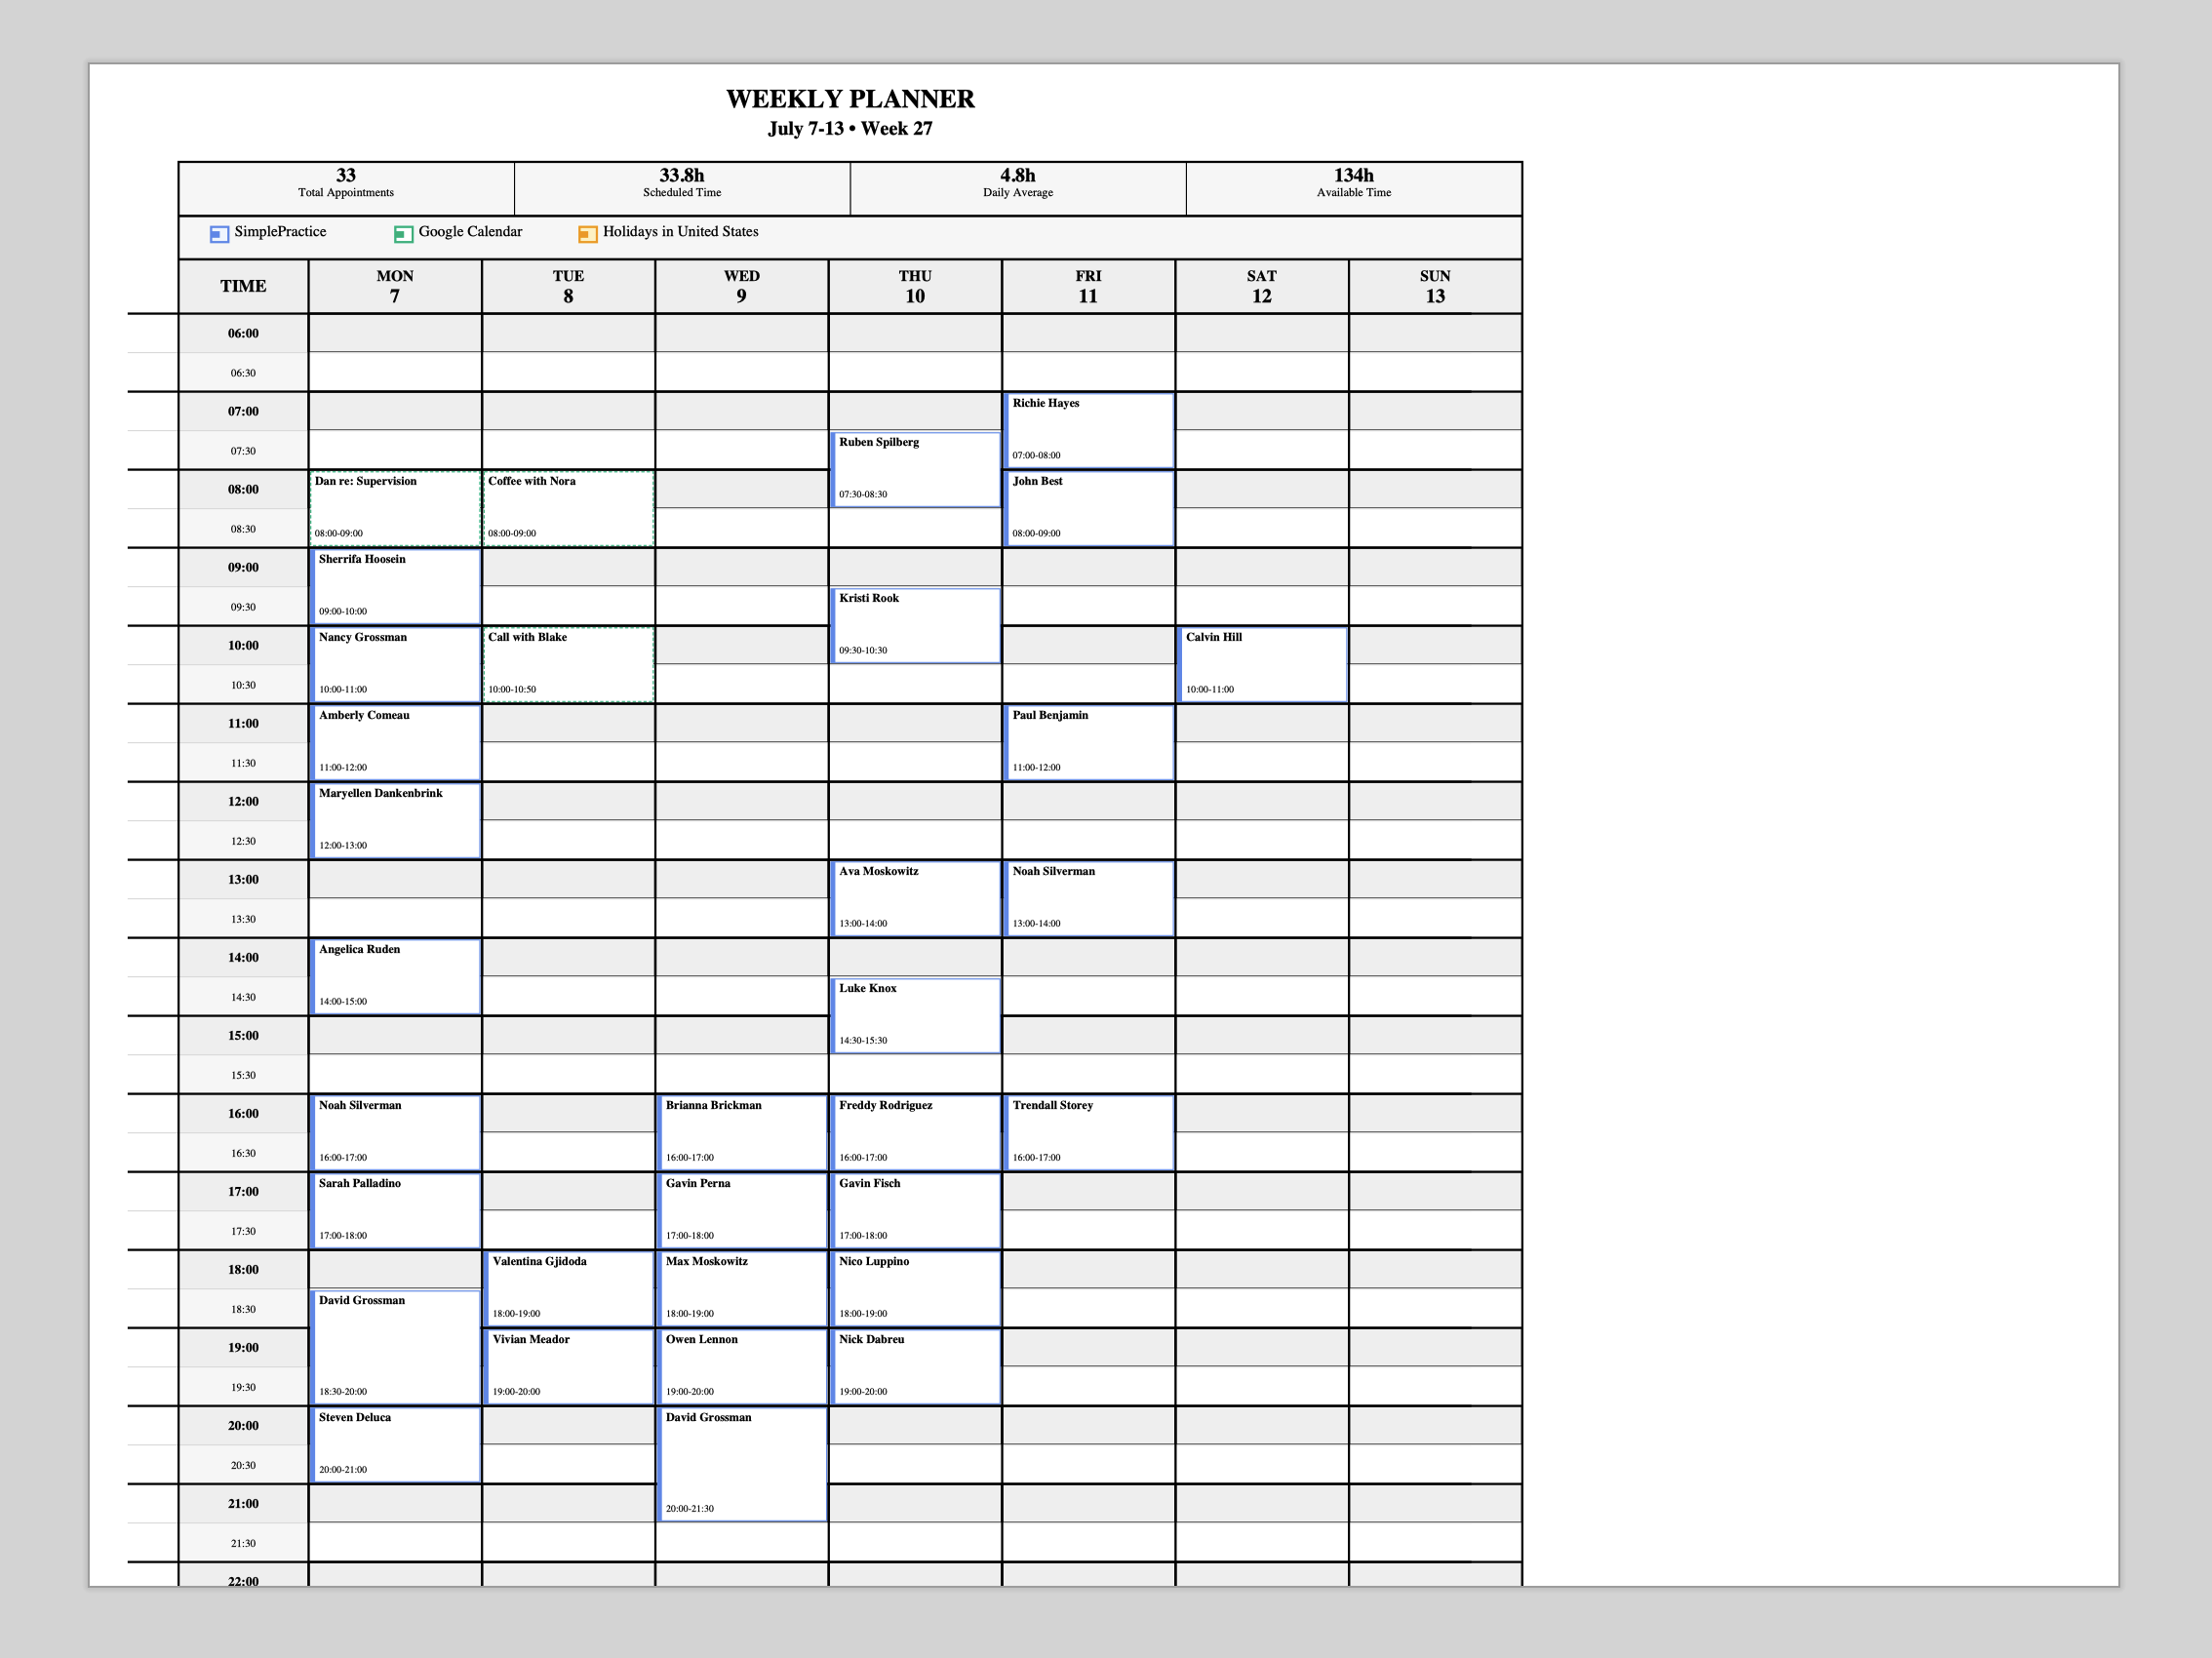 WEEKLY PLANNER
July 7-13 • Week 27
33 33.8h 4.8h 134h
Total Appointments Scheduled Time Daily Average Available Time
SimplePractice Google Calendar Holidays in United States
TIME MON TUE WED THU FRI SAT SUN
7 8 9 10 11 12 13
06:00
06:30
07:00 Richie Hayes
07:30 Ruben Spilberg 07:00-08:00
08:00 Dan re: Supervision Coffee with Nora 07:30-08:30 John Best
08:30 08:00-09:00 08:00-09:00 08:00-09:00
09:00 Sherrifa Hoosein
09:30 09:00-10:00 Kristi Rook
10:00 Nancy Grossman Call with Blake 09:30-10:30 Calvin Hill
10:30 10:00-11:00 10:00-10:50 10:00-11:00
11:00 Amberly Comeau Paul Benjamin
11:30 11:00-12:00 11:00-12:00
12:00 Maryellen Dankenbrink
12:30 12:00-13:00
13:00 Ava Moskowitz Noah Silverman
13:30 13:00-14:00 13:00-14:00
14:00 Angelica Ruden
14:30 14:00-15:00 Luke Knox
15:00 14:30-15:30
15:30
16:00 Noah Silverman Brianna Brickman Freddy Rodriguez Trendall Storey
16:30 16:00-17:00 16:00-17:00 16:00-17:00 16:00-17:00
17:00 Sarah Palladino Gavin Perna Gavin Fisch
17:30 17:00-18:00 17:00-18:00 17:00-18:00
18:00 Valentina Gjidoda Max Moskowitz Nico Luppino
18:30 David Grossman 18:00-19:00 18:00-19:00 18:00-19:00
19:00 Vivian Meador Owen Lennon Nick Dabreu
19:30 18:30-20:00 19:00-20:00 19:00-20:00 19:00-20:00
20:00 Steven Deluca David Grossman
20:30 20:00-21:00
21:00 20:00-21:30
21:30
22:00